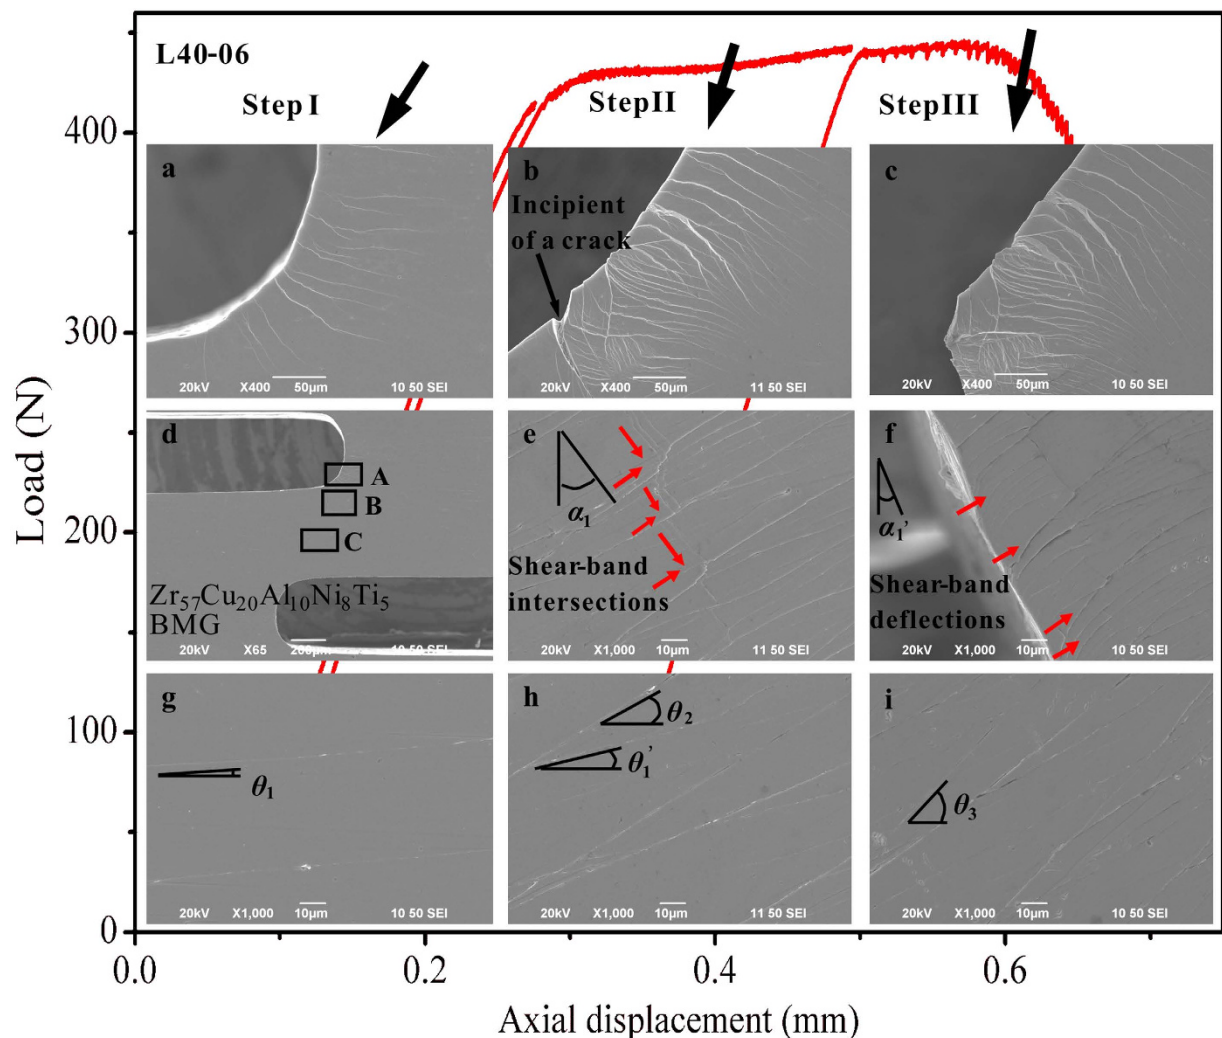 L40-06
Step I
StepII
StepIII
400
300
200
100
0
Load (N)
a
20kV X400 50μm 10 50 SEI
b
Incipient
of a crack
20kV X400 50μm 11 50 SEI
c
20kV X400 50μm 10 50 SEI
d
A
B
C
Zr57Cu20Al10Ni8Ti5
BMG
20kV X65 200μm 10 50 SEI
e
α1
Shear-band
intersections
20kV X1,000 10μm 11 50 SEI
f
α1'
Shear-band
deflections
20kV X1,000 10μm 10 50 SEI
g
θ1
20kV X1,000 10μm 10 50 SEI
h
θ2
θ1'
20kV X1,000 10μm 11 50 SEI
i
θ3
20kV X1,000 10μm 10 50 SEI
0.0 0.2 0.4 0.6
Axial displacement (mm)